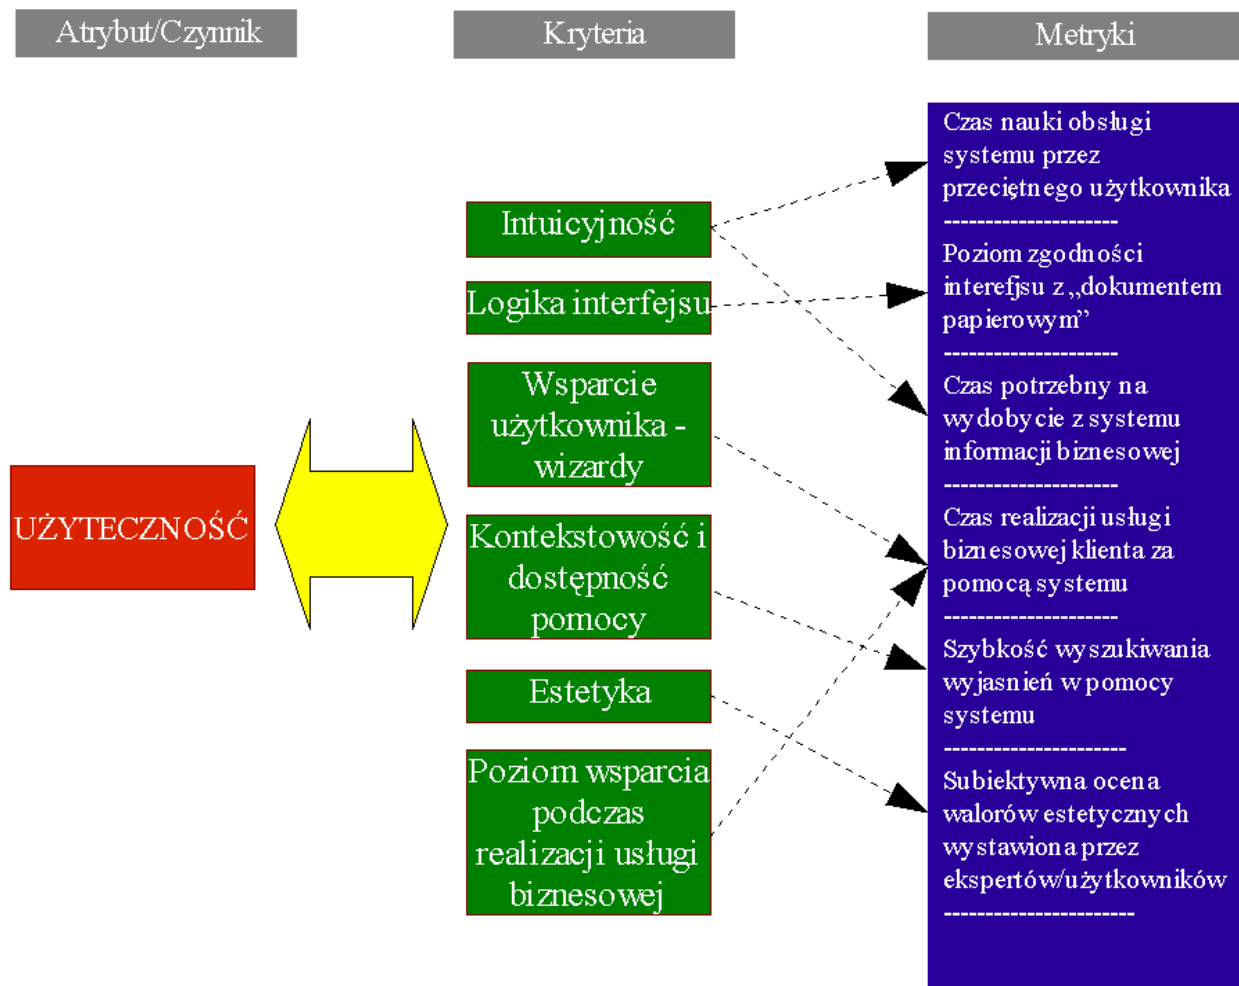 Atrybut/Czynnik
Kryteria
Metryki
UŻYTECZNOŚĆ
Intuicyjność
Logika interfejsu
Wsparcie
użytkownika -
wizardy
Kontekstowość i
dostępność
pomocy
Estetyka
Poziom wsparcia
podczas
realizacji usługi
biznesowej
Czas nauki obsługi
systemu przez
przeciętnego użytkownika
---------------------
Poziom zgodności
interefjsu z „dokumentem
papierowym”
---------------------
Czas potrzebny na
wydobycie z systemu
informacji biznesowej
---------------------
Czas realizacji usługi
biznesowej klienta za
pomocą systemu
---------------------
Szybkość wyszukiwania
wyjasnień w pomocy
systemu
----------------------
Subiektywna ocena
walorów estetycznych
wystawiona przez
ekspertów/użytkowników
-----------------------